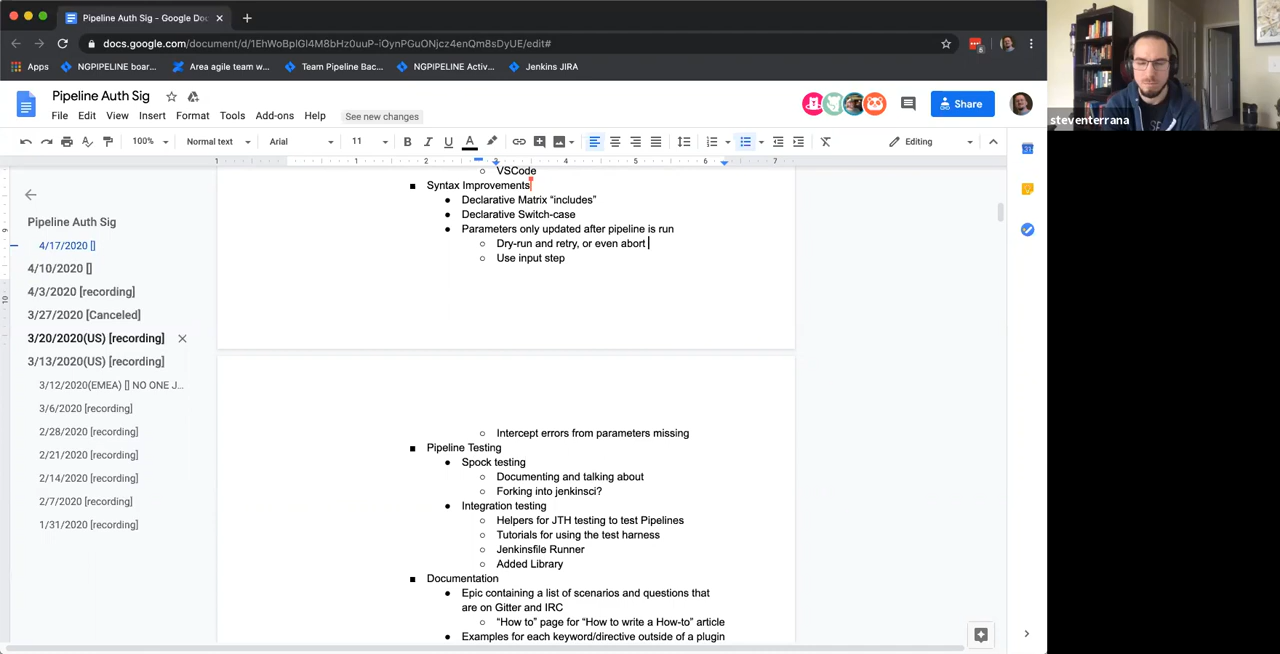 Pipeline Auth Sig - Google Doc
docs.google.com/document/d/1EhWoBplGl4M8bHz0uuP-iOynPGuONjcz4enQm8sDyUE/edit#
Apps
NGPIPELINE boar...
Area agile team w...
Team Pipeline Bac...
NGPIPELINE Activ...
Jenkins JIRA
Pipeline Auth Sig
File Edit View Insert Format Tools Add-ons Help
See new changes
Share
steventerrana
100%
Normal text
Arial
11
Editing
1 1 2 3 4 5 6 7
9
10
Pipeline Auth Sig
4/17/2020 []
4/10/2020 []
4/3/2020 [recording]
3/27/2020 [Canceled]
3/20/2020(US) [recording]
3/13/2020(US) [recording]
3/12/2020(EMEA) [] NO ONE J...
3/6/2020 [recording]
2/28/2020 [recording]
2/21/2020 [recording]
2/14/2020 [recording]
2/7/2020 [recording]
1/31/2020 [recording]
VSCode
Syntax Improvements
Declarative Matrix “includes”
Declarative Switch-case
Parameters only updated after pipeline is run
Dry-run and retry, or even abort
Use input step
Intercept errors from parameters missing
Pipeline Testing
Spock testing
Documenting and talking about
Forking into jenkinsci?
Integration testing
Helpers for JTH testing to test Pipelines
Tutorials for using the test harness
Jenkinsfile Runner
Added Library
Documentation
Epic containing a list of scenarios and questions that
are on Gitter and IRC
“How to” page for “How to write a How-to” article
Examples for each keyword/directive outside of a plugin